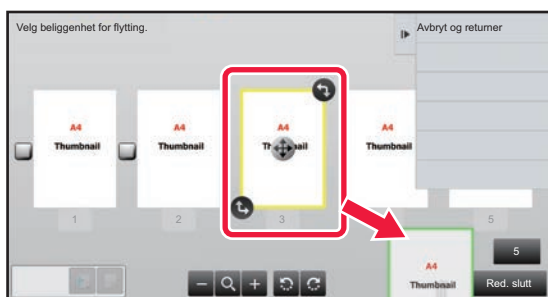 Velg beliggenhet for flytting.
Avbryt og returner
A4
Thumbnail
A4
Thumbnail
A4
A4
Thumbnail
1
2
3
5
5
A4
Thumbnail
Red. slutt